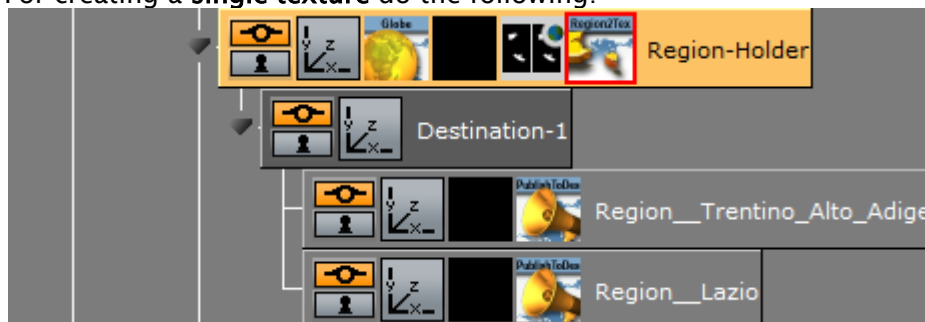 For creating a single texture do the following:
Globe
Region2Tex
Region-Holder
Destination-1
PublishToDex
Region__Trentino_Alto_Adige
PublishToDex
Region__Lazio